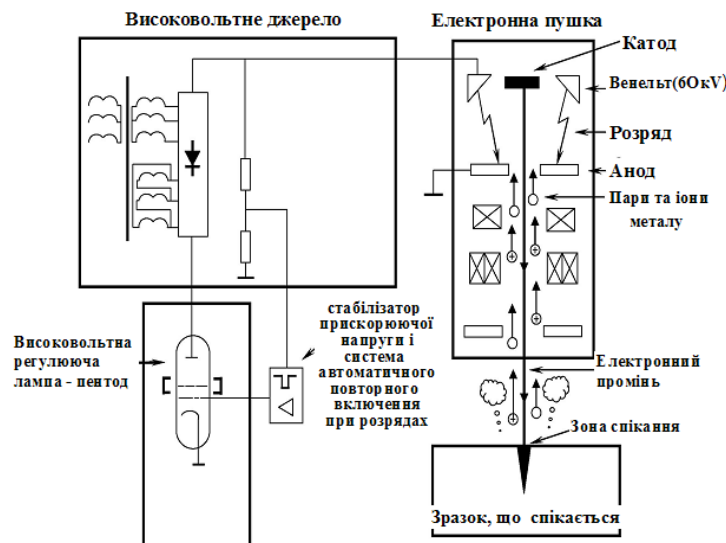 Високовольтне джерело
Електронна пушка
Катод
Венельт(6OкV)
Розряд
Анод
Пари та іони
металу
стабілізатор
прискорюючої
напруги і
система
автоматичного
повторного
включення
при розрядах
Високовольтна
регулююча
лампа - пентод
Електронний
промінь
Зона спікання
Зразок, що спікається